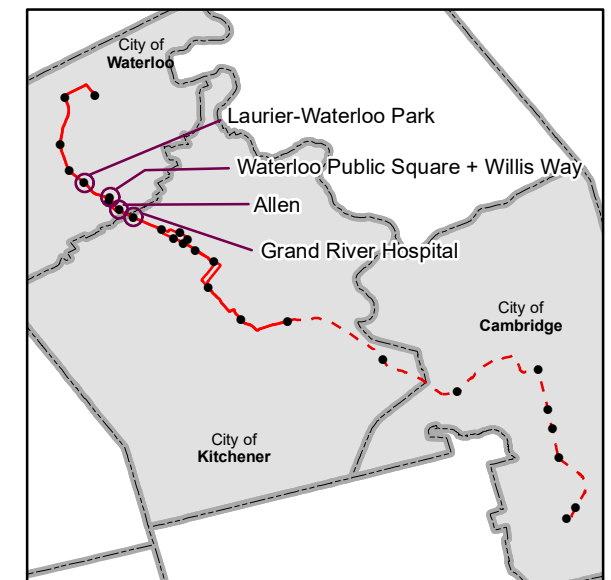 City of
Waterloo
Laurier-Waterloo Park
Waterloo Public Square + Willis Way
Allen
Grand River Hospital
City of
Cambridge
City of
Kitchener